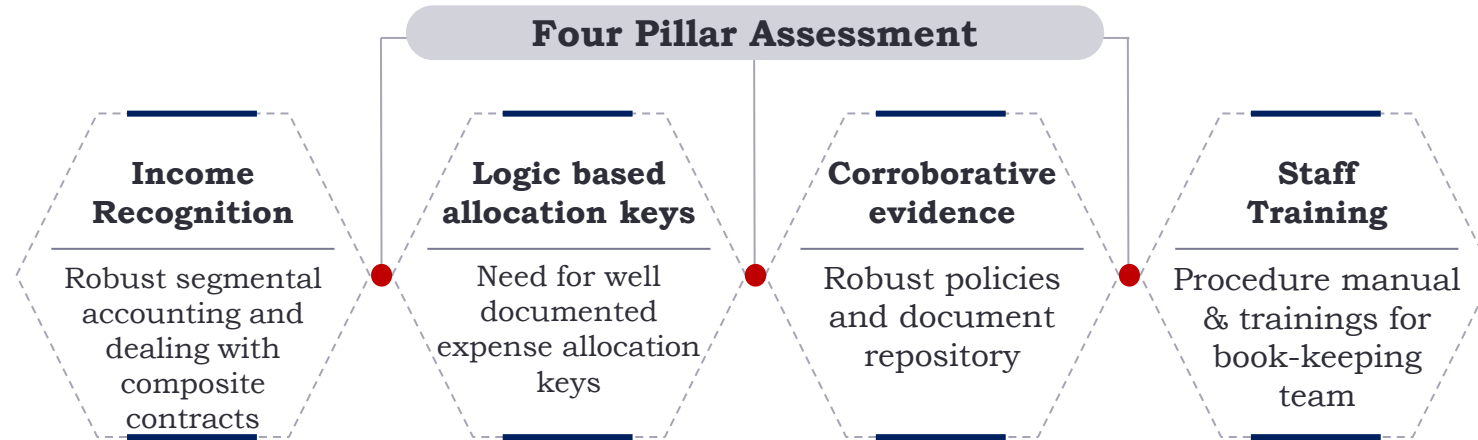 Four Pillar Assessment
Income
Recognition
Robust segmental
accounting and
dealing with
composite
contracts
Logic based
allocation keys
Need for well
documented
expense allocation
keys
Corroborative
evidence
Robust policies
and document
repository
Staff
Training
Procedure manual
& trainings for
book-keeping
team